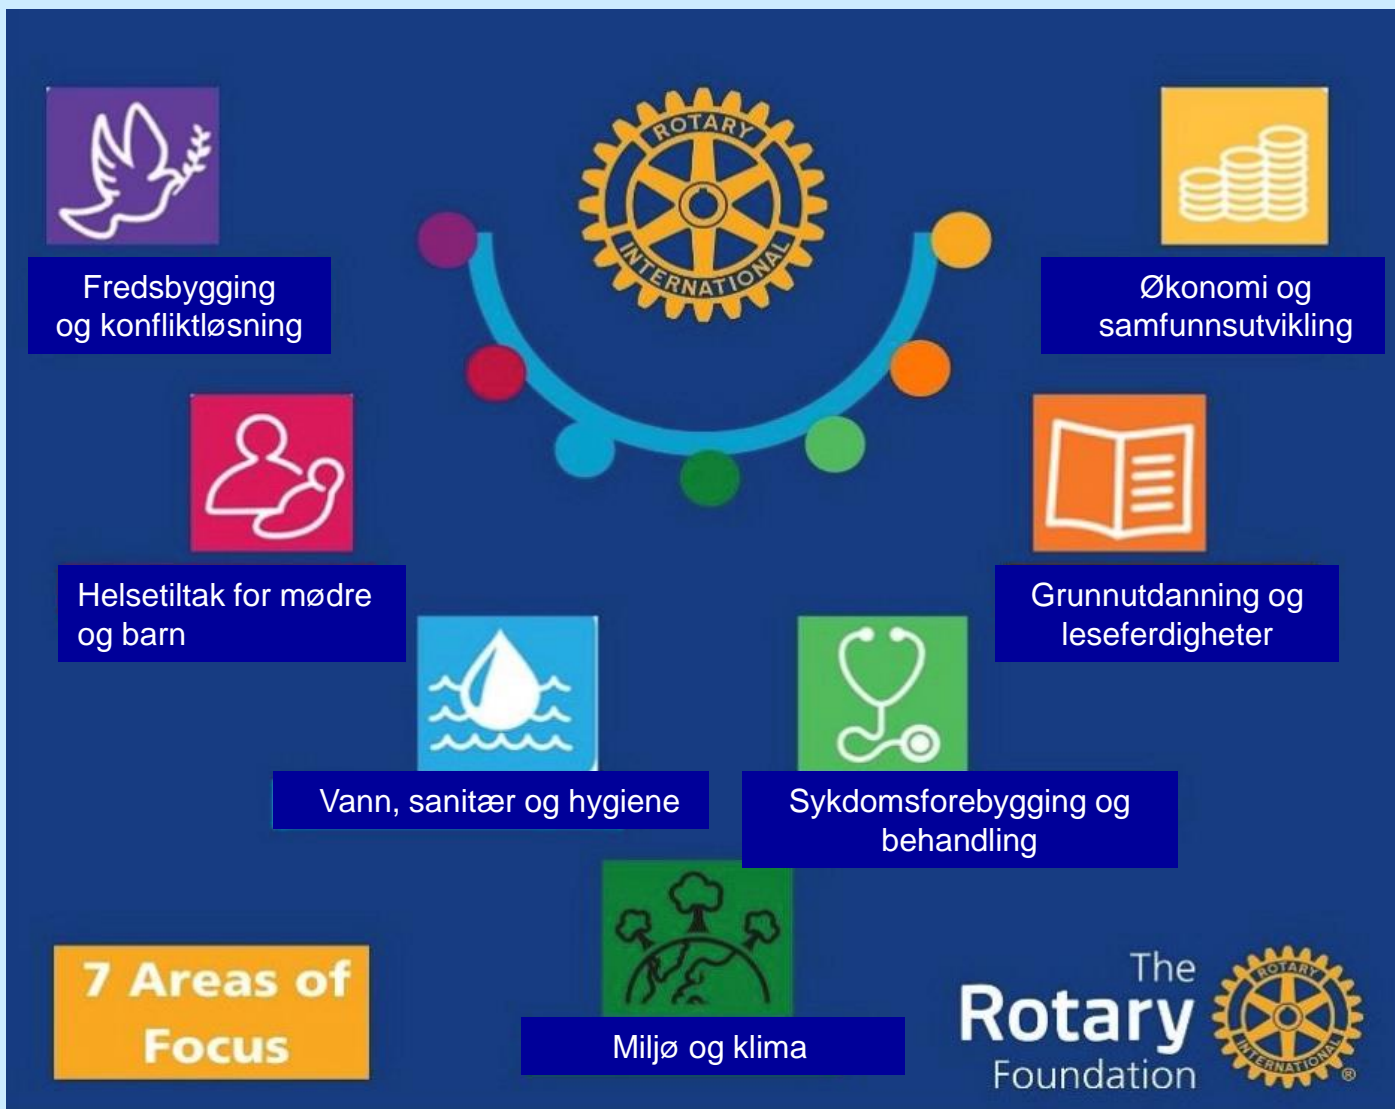 ROTARY
INTERNATIONAL
Fredsbygging
og konfliktløsning
Økonomi og
samfunnsutvikling
Helsetiltak for mødre
og barn
Grunnutdanning og
leseferdigheter
Vann, sanitær og hygiene
Sykdomsforebygging og
behandling
Miljø og klima
7 Areas of
Focus
The
Rotary
Foundation
ROTARY
INTERNATIONAL
®